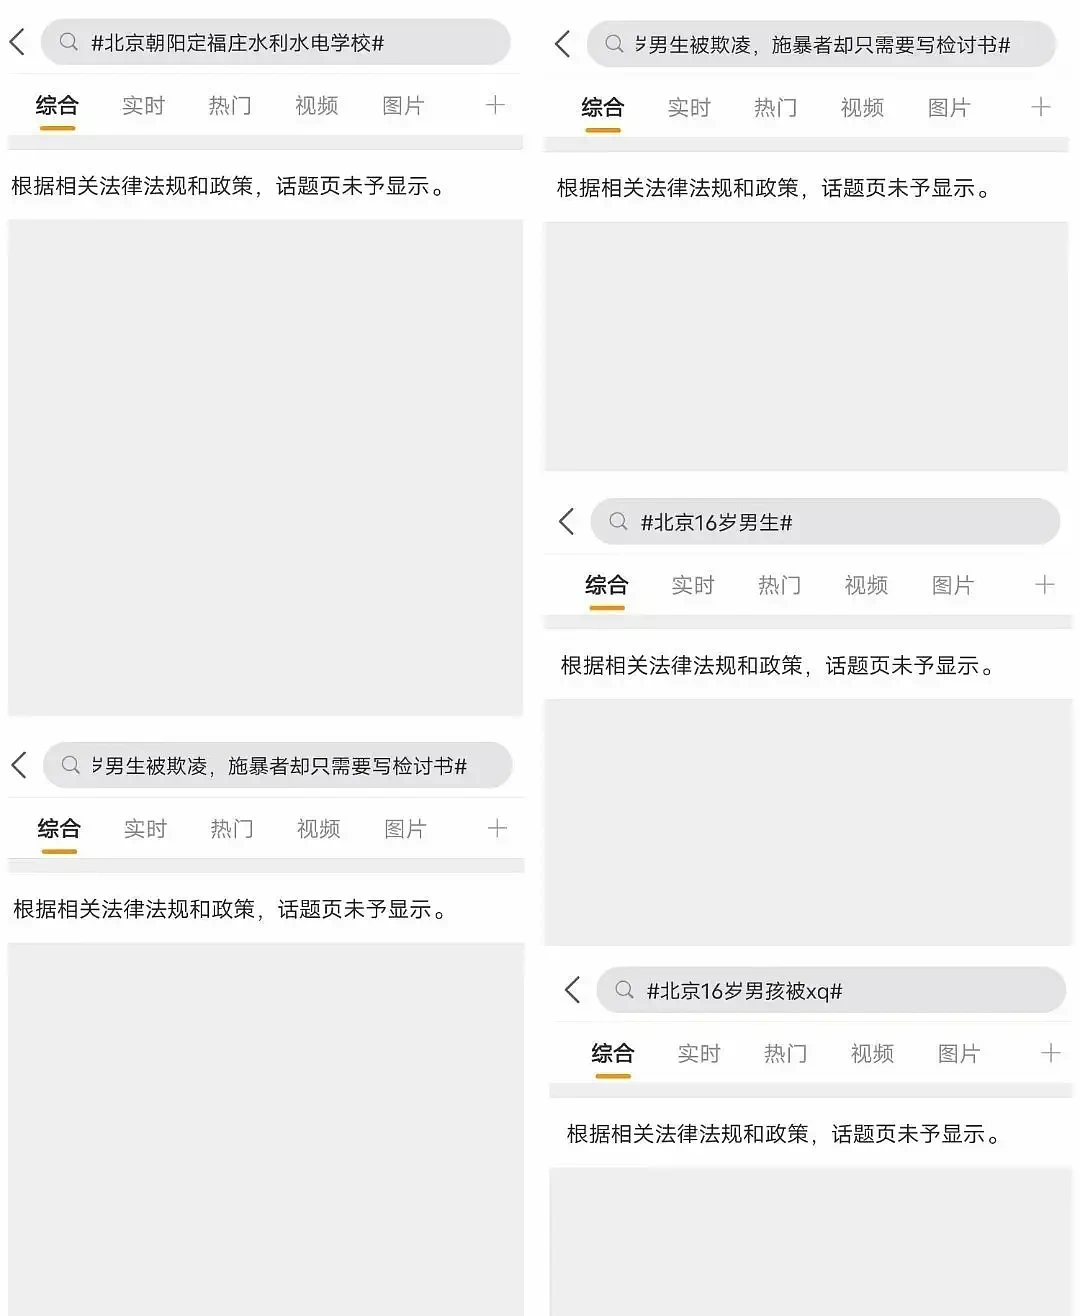 #北京朝阳定福庄水利水电学校#
综合 实时 热门 视频 图片
根据相关法律法规和政策，话题页未予显示。
男生被欺凌，施暴者却只需要写检讨书#
综合 实时 热门 视频 图片
根据相关法律法规和政策，话题页未予显示。
男生被欺凌，施暴者却只需要写检讨书#
综合 实时 热门 视频 图片
根据相关法律法规和政策，话题页未予显示。
#北京16岁男生#
综合 实时 热门 视频 图片
根据相关法律法规和政策，话题页未予显示。
#北京16岁男孩被xq#
综合 实时 热门 视频 图片
根据相关法律法规和政策，话题页未予显示。